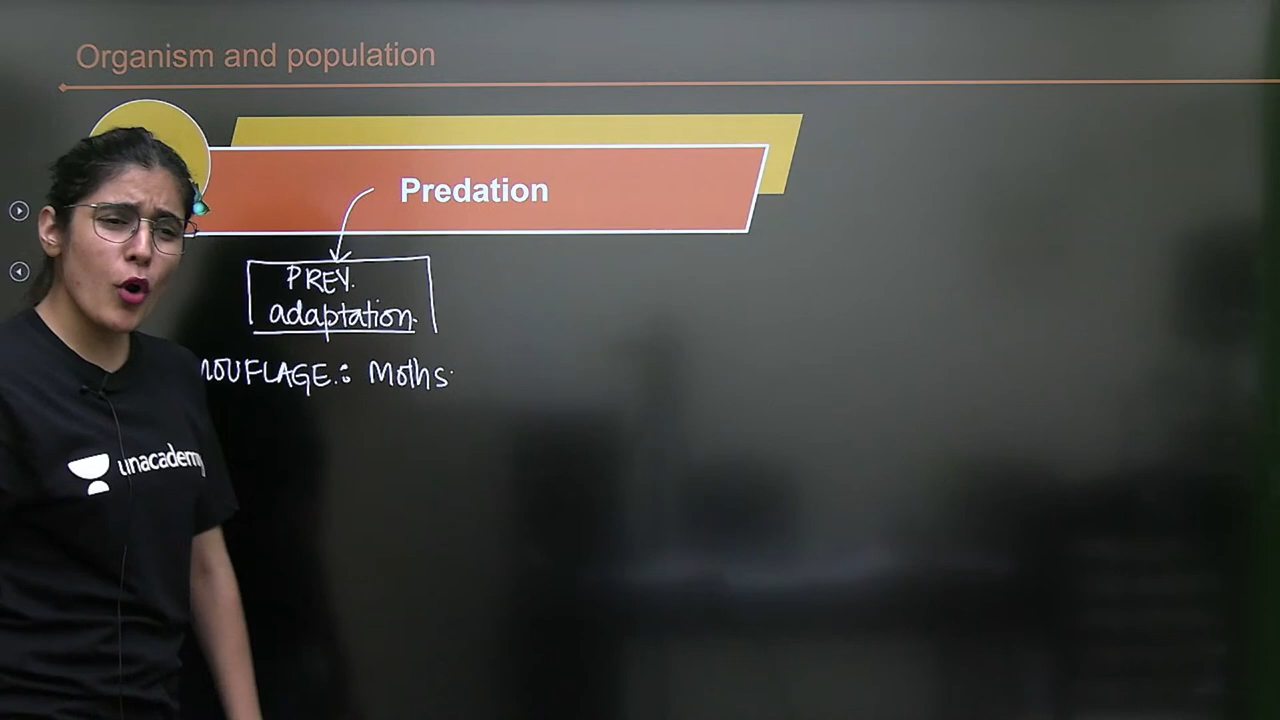 Organism and population
Predation
PREY.
adaptation.
MOUFLAGE.: Moths.
unacademy